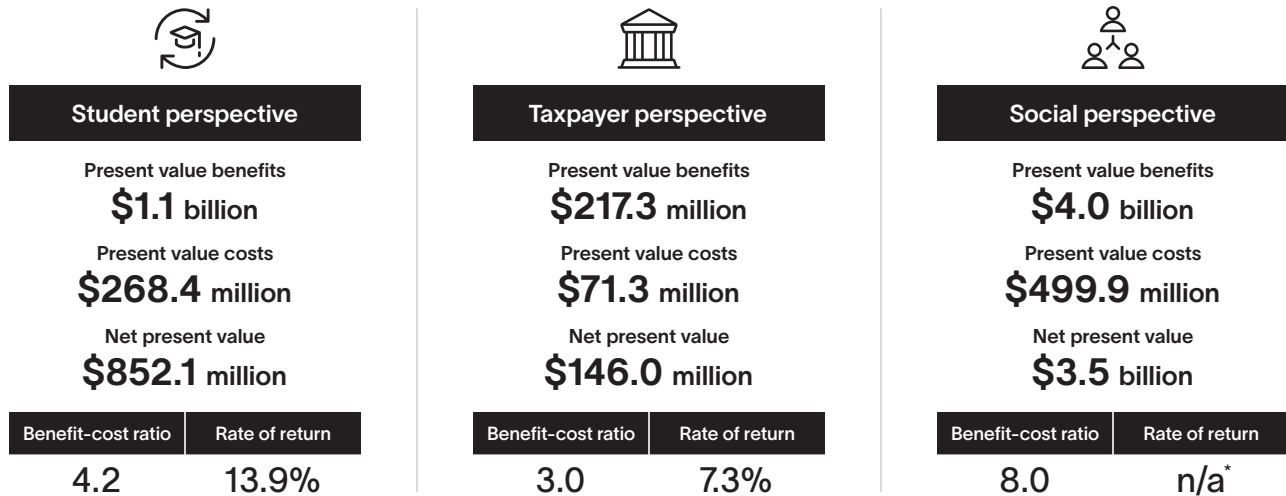 Student perspective
Present value benefits
$1.1 billion
Present value costs
$268.4 million
Net present value
$852.1 million
Benefit-cost ratio
Rate of return
4.2
13.9%
Taxpayer perspective
Present value benefits
$217.3 million
Present value costs
$71.3 million
Net present value
$146.0 million
Benefit-cost ratio
Rate of return
3.0
7.3%
Social perspective
Present value benefits
$4.0 billion
Present value costs
$499.9 million
Net present value
$3.5 billion
Benefit-cost ratio
Rate of return
8.0
n/a*